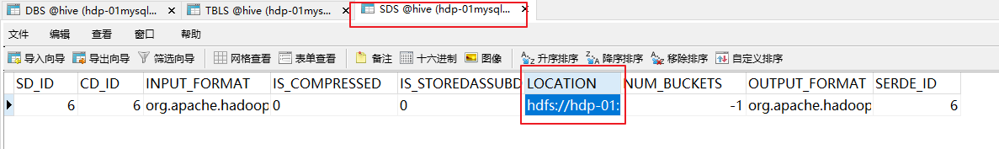 DBS @hive (hdp-01mysql... TBLS @hive (hdp-01mys... SDS @hive (hdp-01mysql...
文件 编辑 查看 窗口 帮助
导入向导 导出向导 筛选向导 网格查看 表单查看 备注 十六进制 图像 升序排序 降序排序 移除排序 自定义排序
SD_ID CD_ID INPUT_FORMAT IS_COMPRESSED IS_STOREDASSUBD LOCATION NUM_BUCKETS OUTPUT_FORMAT SERDE_ID
6 6 org.apache.hadoop 0 0 hdfs://hdp-01: -1 org.apache.hadoop 6